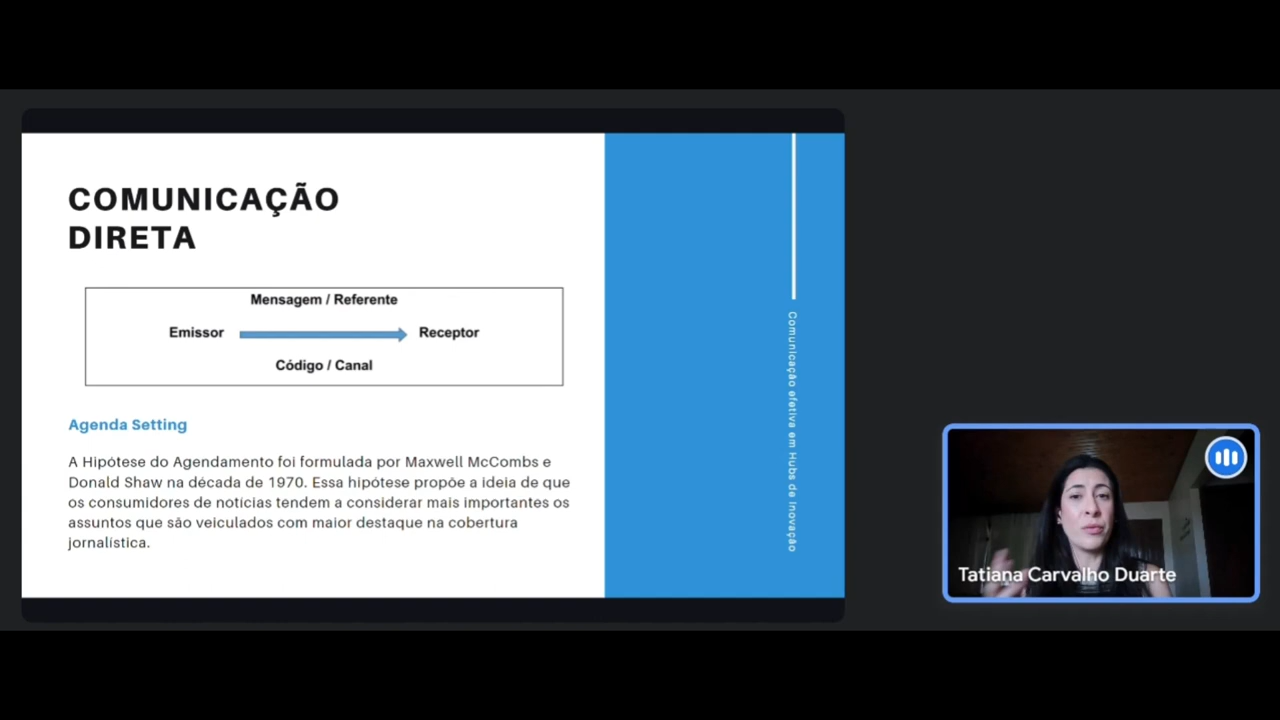 COMUNICAÇÃO
DIRETA
Mensagem / Referente
Emissor
Receptor
Código / Canal
Agenda Setting
A Hipótese do Agendamento foi formulada por Maxwell McCombs e
Donald Shaw na década de 1970. Essa hipótese propõe a ideia de que
os consumidores de notícias tendem a considerar mais importantes os
assuntos que são veiculados com maior destaque na cobertura
jornalística.
Comunicação efetiva em Hubs de Inovação
Tatiana Carvalho Duarte